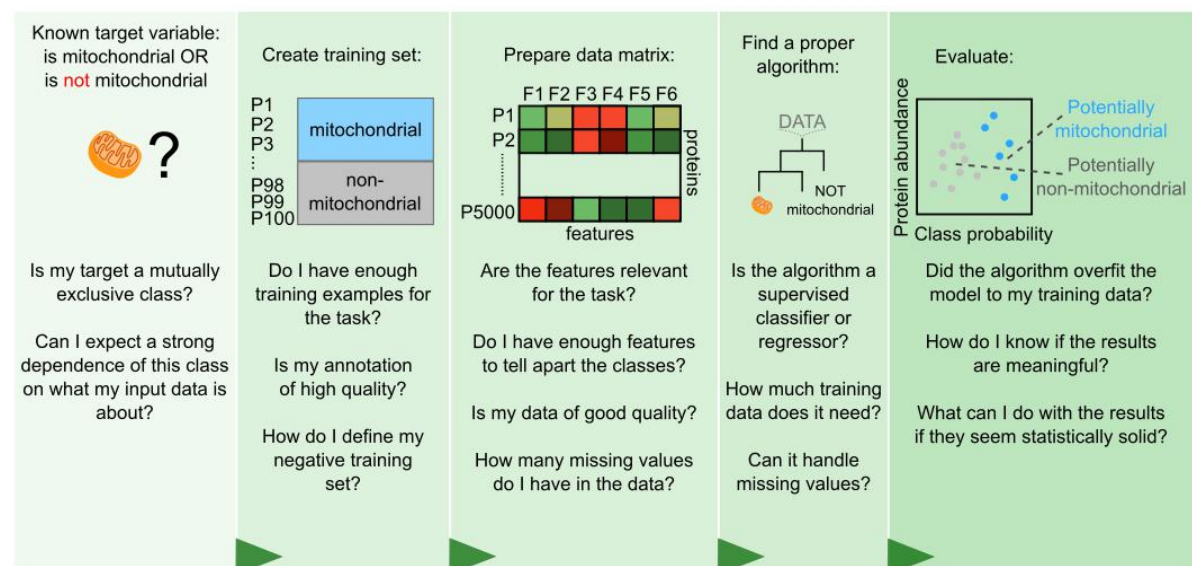 Known target variable:
is mitochondrial OR
is not mitochondrial
?
Is my target a mutually
exclusive class?
Can I expect a strong
dependence of this class
on what my input data is
about?
Create training set:
P1
P2
P3
⋮
P98
P99
P100
mitochondrial
non-
mitochondrial
Do I have enough
training examples for
the task?
Is my annotation
of high quality?
How do I define my
negative training
set?
Prepare data matrix:
F1 F2 F3 F4 F5 F6
P1
P2
P5000
proteins
features
Are the features relevant
for the task?
Do I have enough features
to tell apart the classes?
Is my data of good quality?
How many missing values
do I have in the data?
Find a proper
algorithm:
DATA
NOT
mitochondrial
Is the algorithm a
supervised
classifier or
regressor?
How much training
data does it need?
Can it handle
missing values?
Evaluate:
Protein abundance
Potentially
mitochondrial
Potentially
non-mitochondrial
Class probability
Did the algorithm overfit the
model to my training data?
How do I know if the results
are meaningful?
What can I do with the results
if they seem statistically solid?